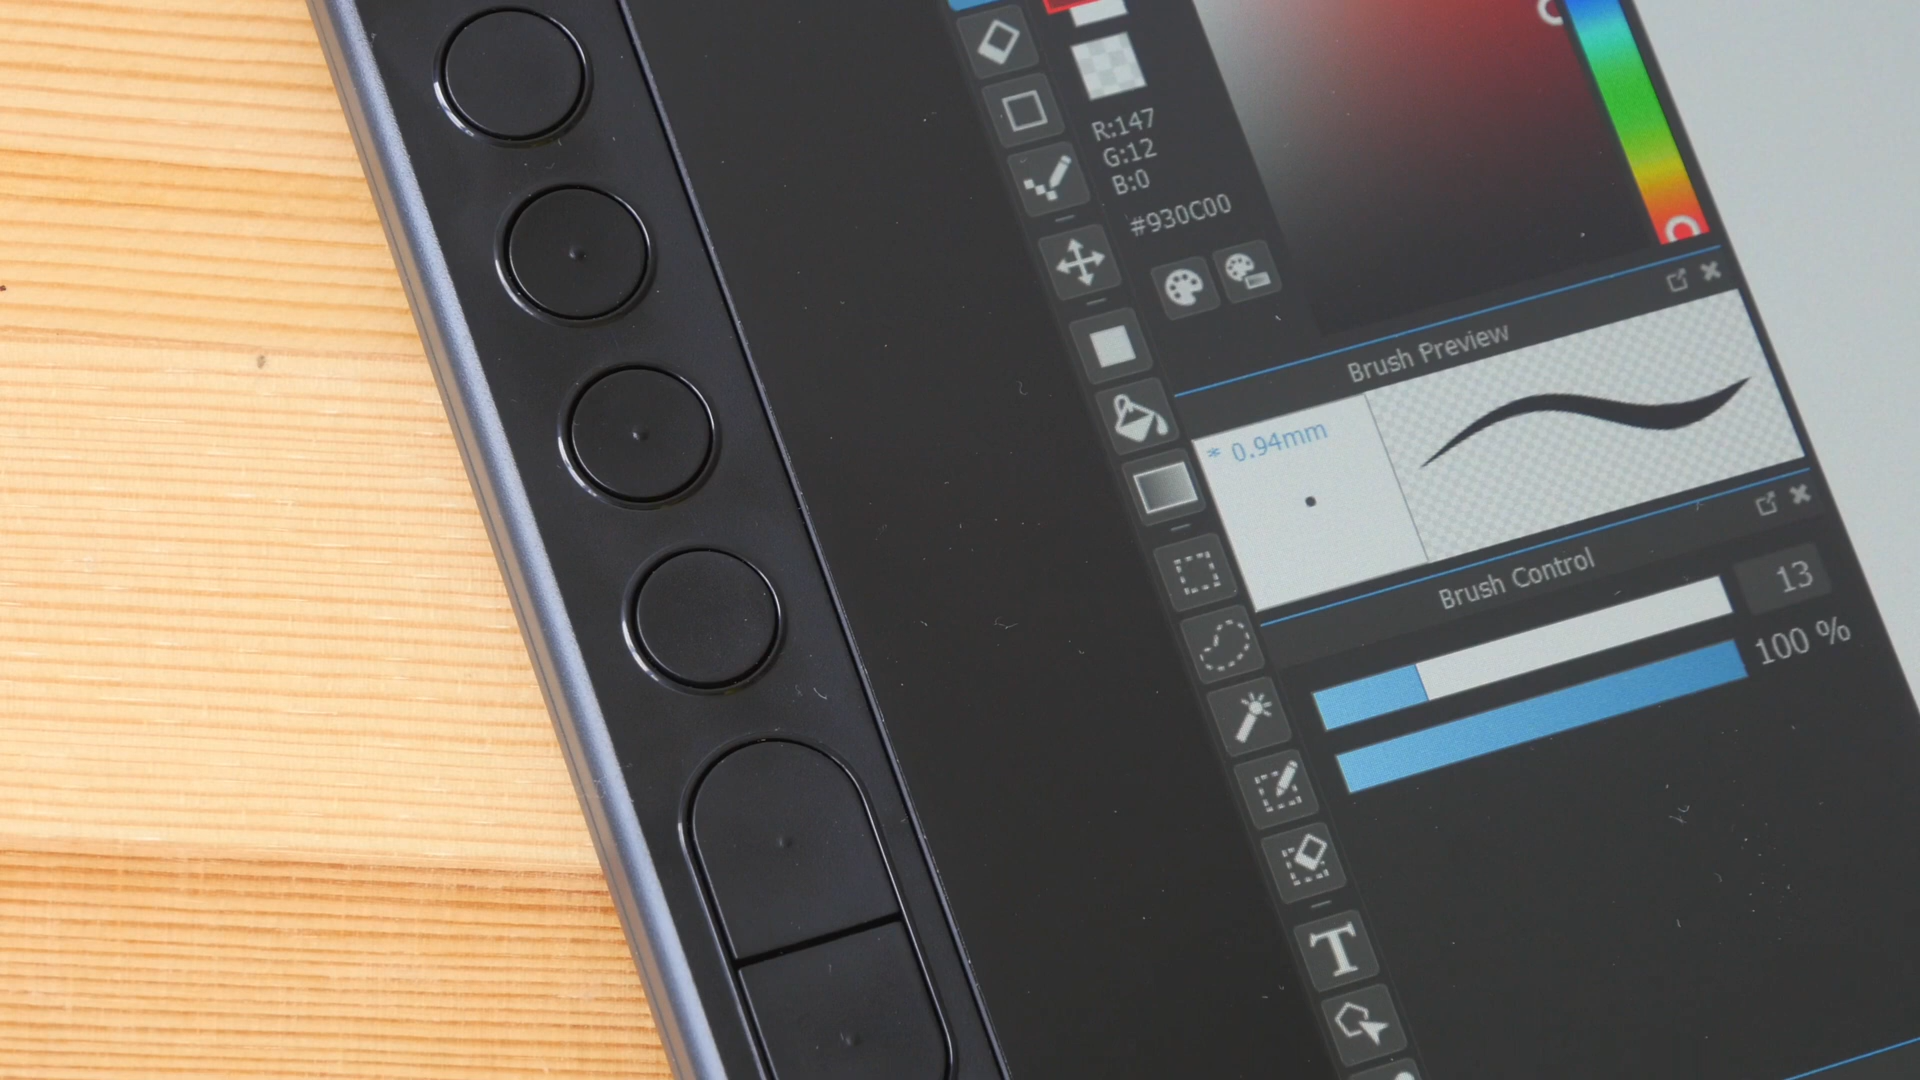 R:147
G:12
B:0
#930C00
Brush Preview
* 0.94mm
Brush Control
13
100 %
T